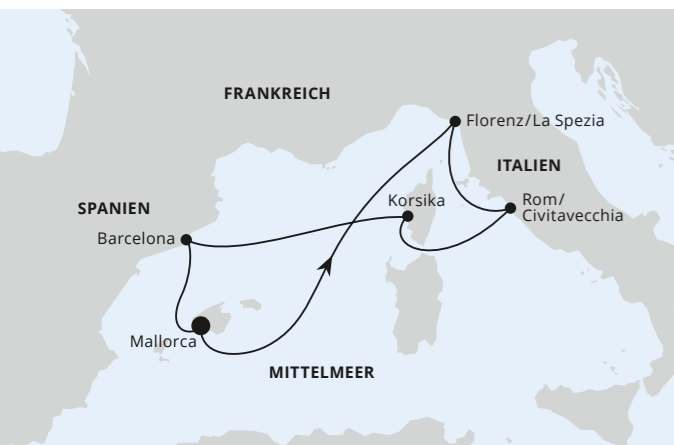 FRANKREICH
Florenz/La Spezia
ITALIEN
Korsika
Rom/
Civitavecchia
SPANIEN
Barcelona
Mallorca
MITTELMEER